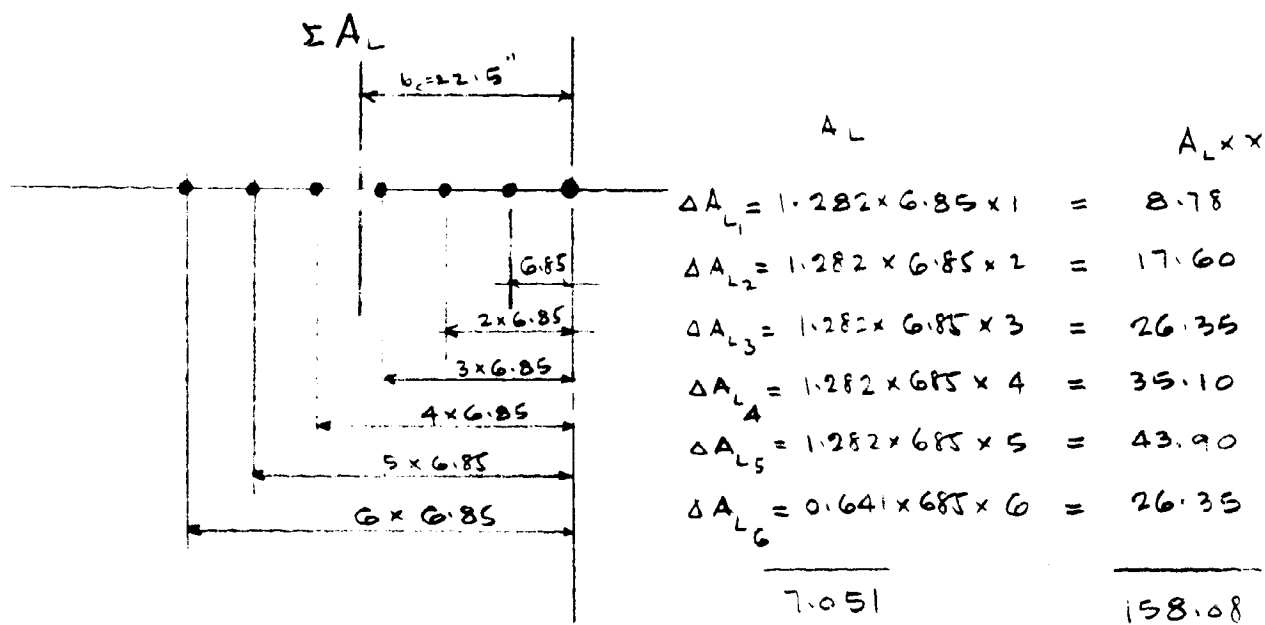 Σ A_L
b_c=22.5"
6.85
2×6.85
3×6.85
4×6.85
5×6.85
6×6.85
A_L A_L×x
ΔA_L1 = 1.282×6.85×1 = 8.78
ΔA_L2 = 1.282×6.85×2 = 17.60
ΔA_L3 = 1.282×6.85×3 = 26.35
ΔA_L4 = 1.282×685×4 = 35.10
ΔA_L5 = 1.282×685×5 = 43.90
ΔA_L6 = 0.641×685×6 = 26.35
7.051 158.08